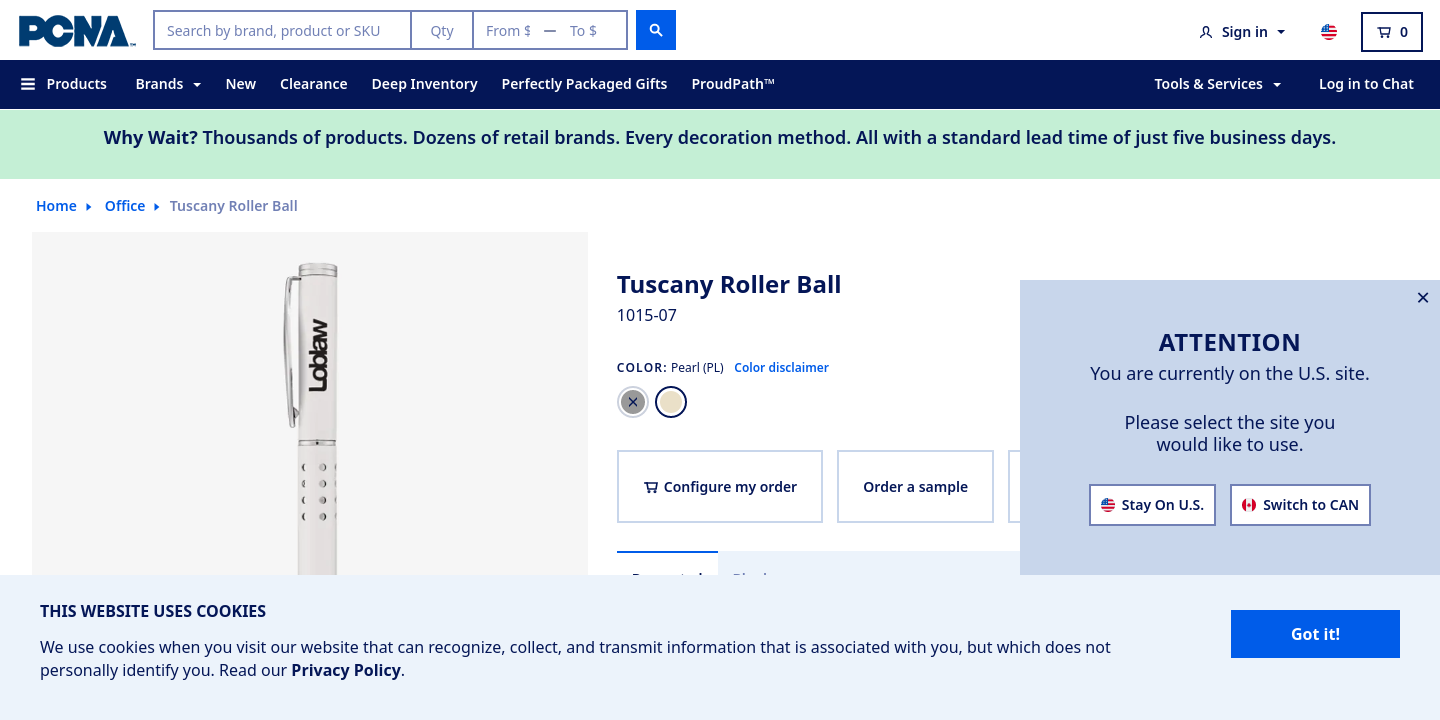 PCNA
Search by brand, product or SKU
Qty
From $
To $
Sign in
0
Products
Brands
New
Clearance
Deep Inventory
Perfectly Packaged Gifts
ProudPath™
Tools & Services
Log in to Chat
Why Wait? Thousands of products. Dozens of retail brands. Every decoration method. All with a standard lead time of just five business days.
Home
Office
Tuscany Roller Ball
Loblaw
Tuscany Roller Ball
1015-07
COLOR: Pearl (PL) Color disclaimer
Configure my order
Order a sample
ATTENTION
You are currently on the U.S. site.
Please select the site you
would like to use.
Stay On U.S.
Switch to CAN
THIS WEBSITE USES COOKIES
We use cookies when you visit our website that can recognize, collect, and transmit information that is associated with you, but which does not
personally identify you. Read our Privacy Policy.
Got it!